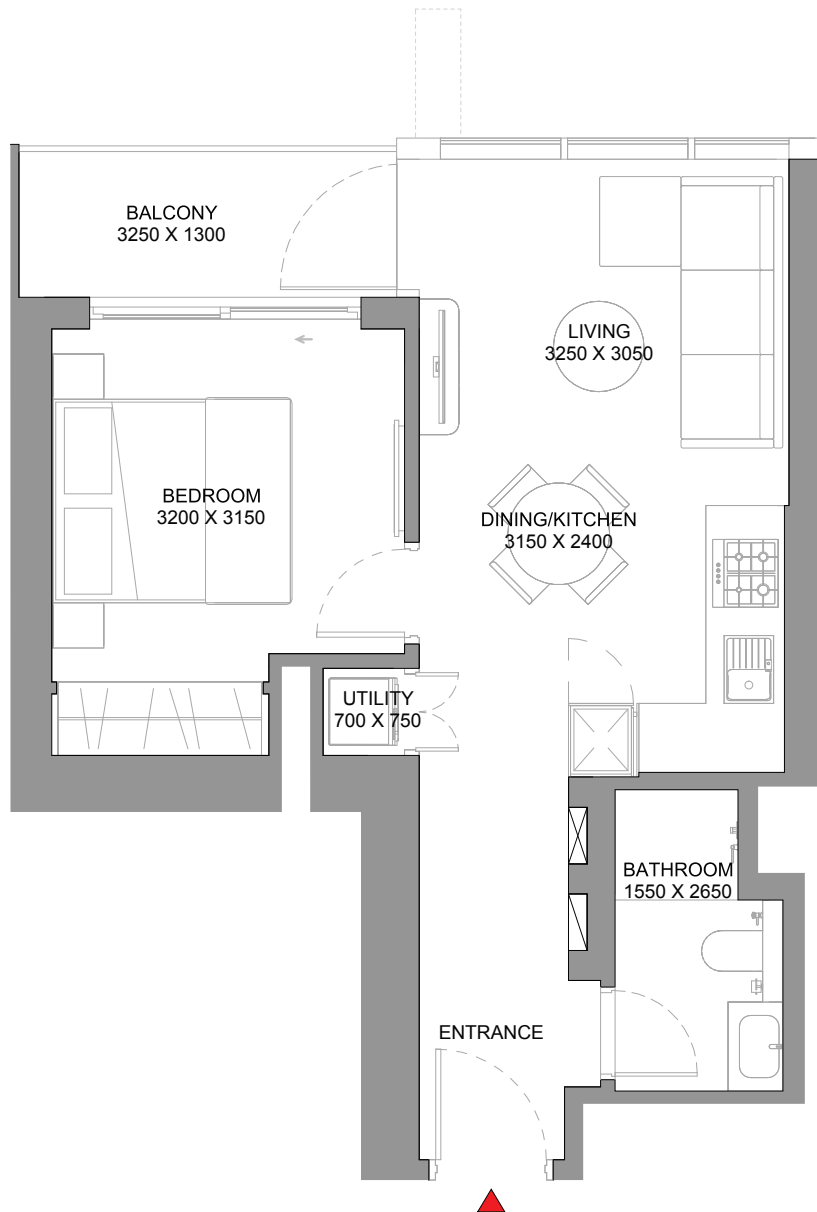 BALCONY
3250 X 1300
LIVING
3250 X 3050
BEDROOM
3200 X 3150
DINING/KITCHEN
3150 X 2400
UTILITY
700 X 750
BATHROOM
1550 X 2650
ENTRANCE